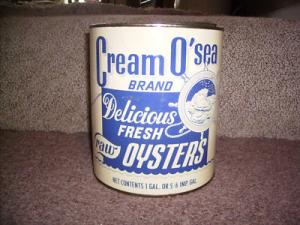 Cream O'sea
BRAND
Delicious
FRESH
raw OYSTERS
NET CONTENTS 1 GAL. OR 5/6 IMP. GAL.